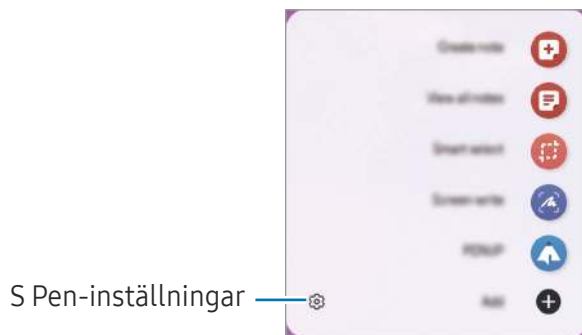 Create note
View all notes
Smart select
Screen write
PENUP
S Pen-inställningar
Add